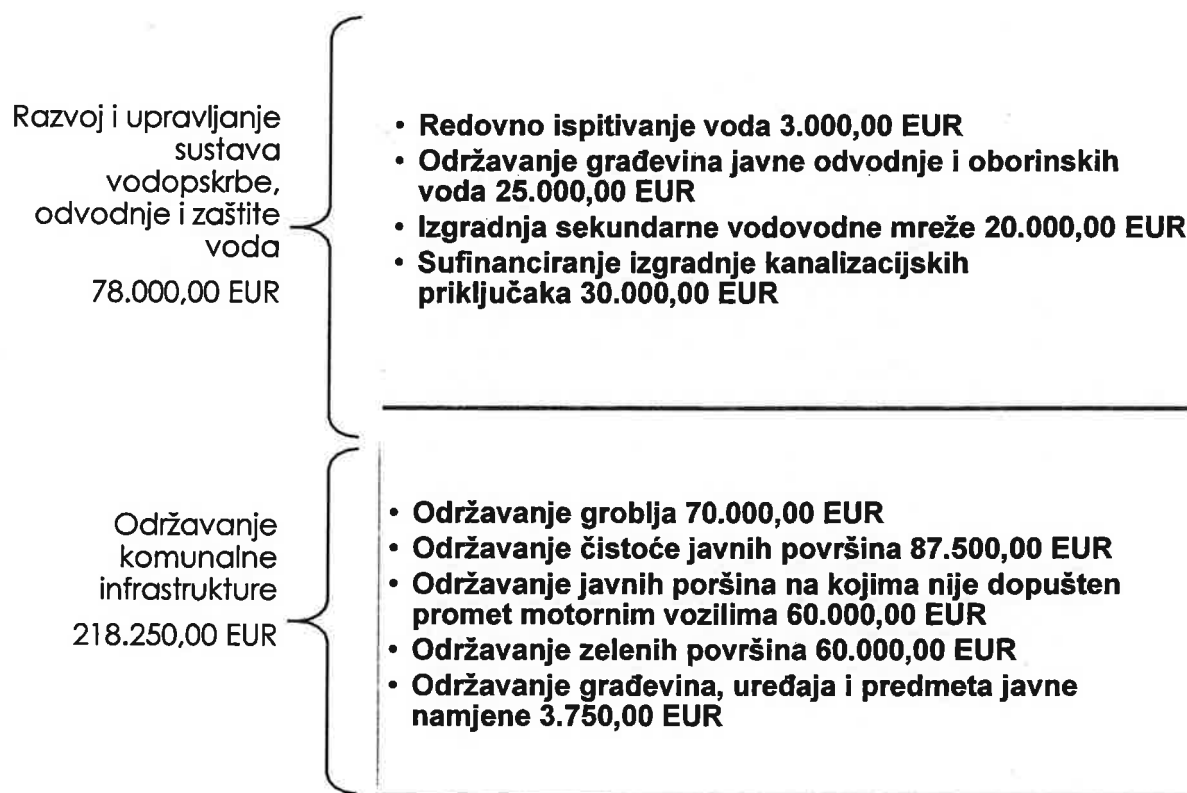 Razvoj i upravljanje
sustava
vodopskrbe,
odvodnje i zaštite
voda
78.000,00 EUR
• Redovno ispitivanje voda 3.000,00 EUR
• Održavanje građevina javne odvodnje i oborinskih
voda 25.000,00 EUR
• Izgradnja sekundarne vodovodne mreže 20.000,00 EUR
• Sufinanciranje izgradnje kanalizacijskih
priključaka 30.000,00 EUR
Održavanje
komunalne
infrastrukture
218.250,00 EUR
• Održavanje groblja 70.000,00 EUR
• Održavanje čistoće javnih površina 87.500,00 EUR
• Održavanje javnih poršina na kojima nije dopušten
promet motornim vozilima 60.000,00 EUR
• Održavanje zelenih površina 60.000,00 EUR
• Održavanje građevina, uređaja i predmeta javne
namjene 3.750,00 EUR